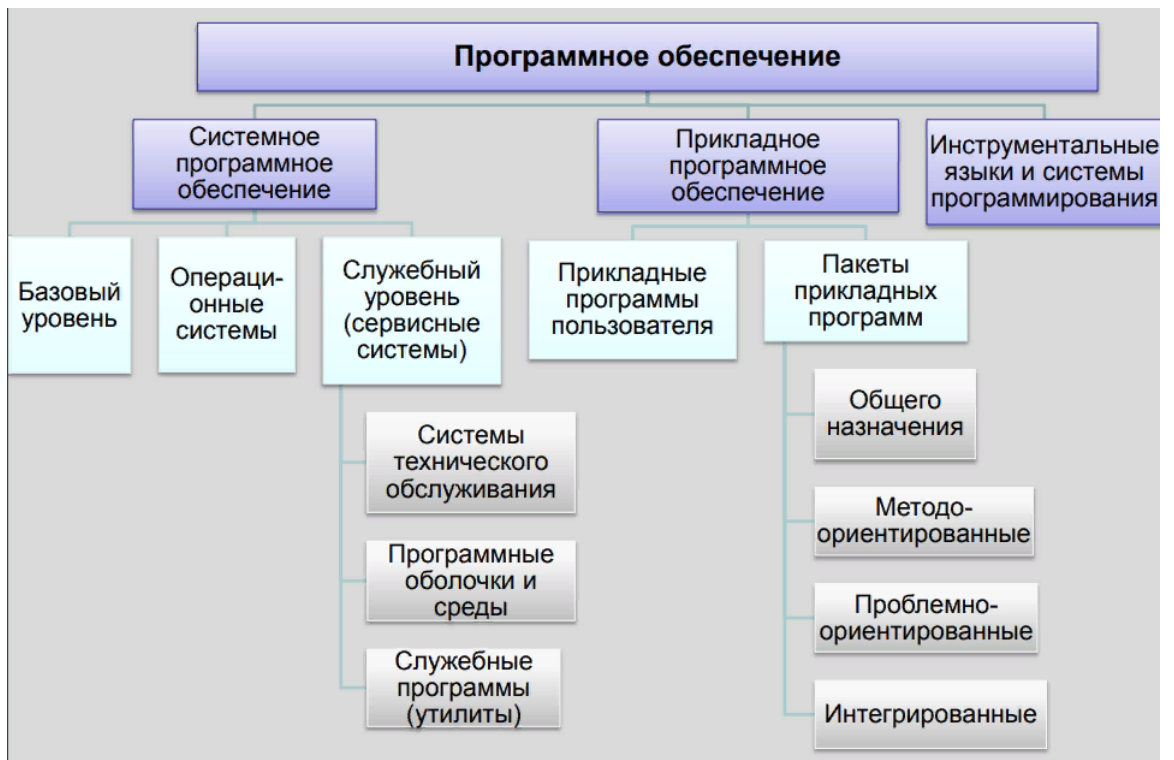 Программное обеспечение
Системное
программное
обеспечение
Прикладное
программное
обеспечение
Инструментальные
языки и системы
программирования
Базовый
уровень
Операци-
онные
системы
Служебный
уровень
(сервисные
системы)
Прикладные
программы
пользователя
Пакеты
прикладных
программ
Системы
технического
обслуживания
Программные
оболочки и
среды
Служебные
программы
(утилиты)
Общего
назначения
Методо-
ориентированные
Проблемно-
ориентированные
Интегрированные